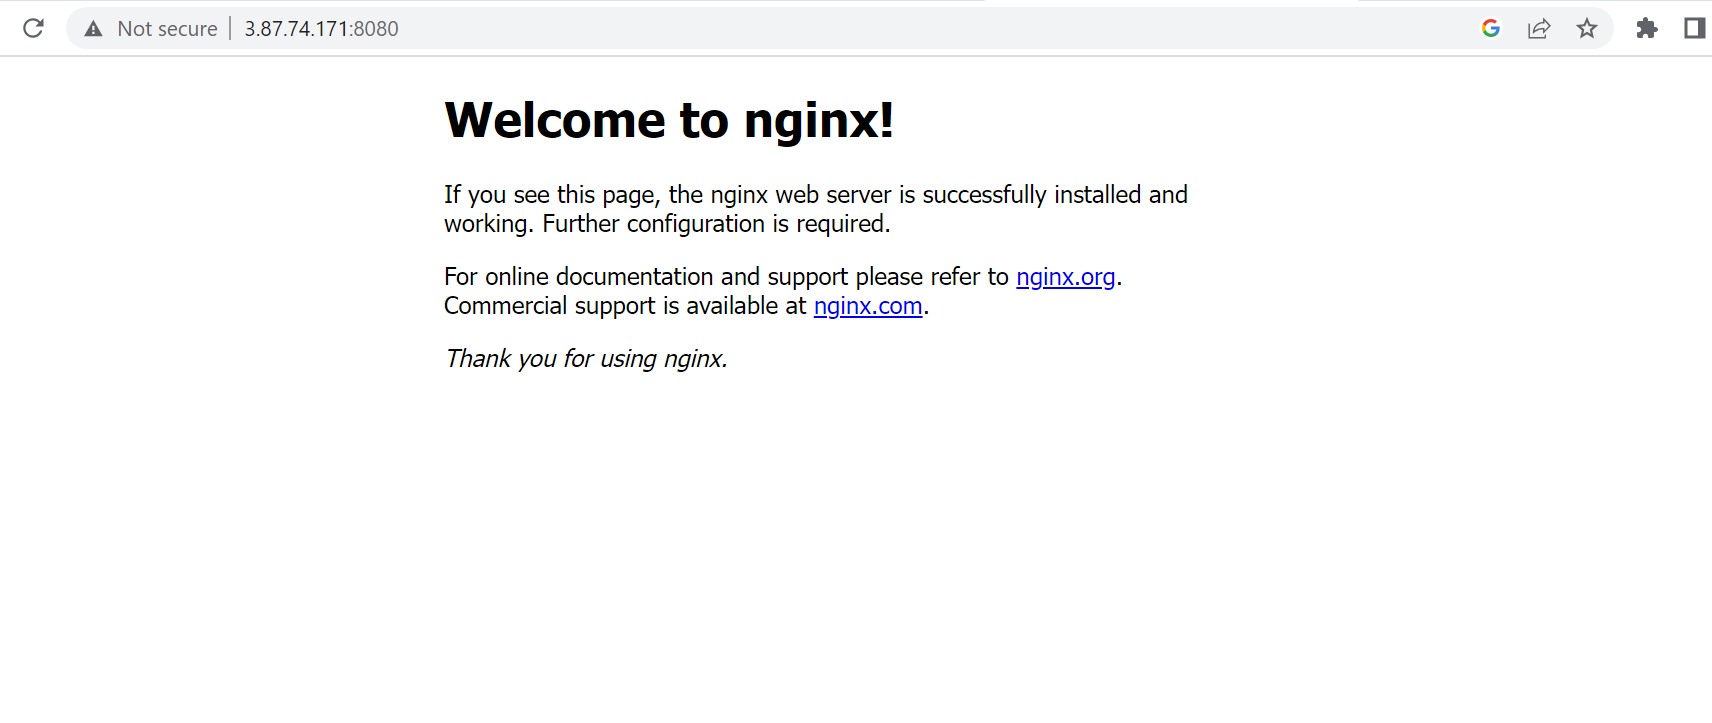 Not secure | 3.87.74.171:8080
Welcome to nginx!
If you see this page, the nginx web server is successfully installed and
working. Further configuration is required.
For online documentation and support please refer to nginx.org.
Commercial support is available at nginx.com.
Thank you for using nginx.